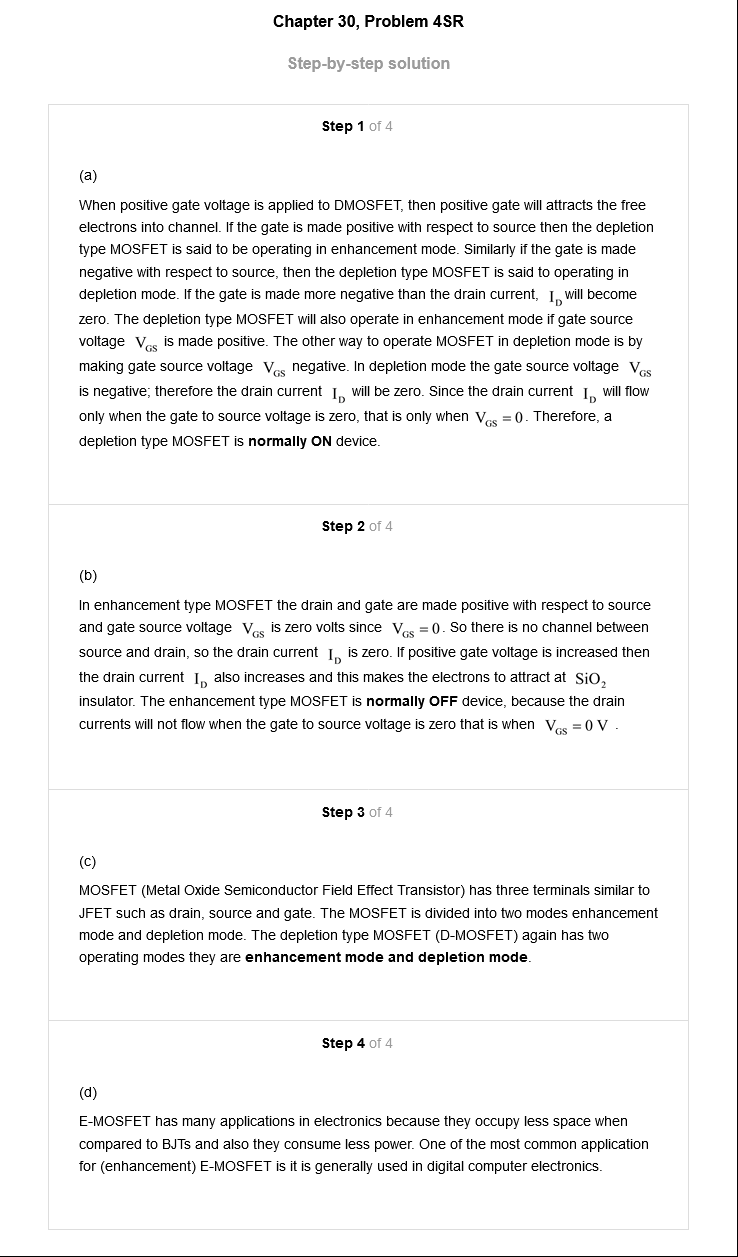 Chapter 30, Problem 4SR
Step-by-step solution
Step 1 of 4
(a)
When positive gate voltage is applied to DMOSFET, then positive gate will attracts the free
electrons into channel. If the gate is made positive with respect to source then the depletion
type MOSFET is said to be operating in enhancement mode. Similarly if the gate is made
negative with respect to source, then the depletion type MOSFET is said to operating in
depletion mode. If the gate is made more negative than the drain current, I_D will become
zero. The depletion type MOSFET will also operate in enhancement mode if gate source
voltage V_GS is made positive. The other way to operate MOSFET in depletion mode is by
making gate source voltage V_GS negative. In depletion mode the gate source voltage V_GS
is negative; therefore the drain current I_D will be zero. Since the drain current I_D will flow
only when the gate to source voltage is zero, that is only when V_GS = 0. Therefore, a
depletion type MOSFET is normally ON device.
Step 2 of 4
(b)
In enhancement type MOSFET the drain and gate are made positive with respect to source
and gate source voltage V_GS is zero volts since V_GS = 0. So there is no channel between
source and drain, so the drain current I_D is zero. If positive gate voltage is increased then
the drain current I_D also increases and this makes the electrons to attract at SiO₂
insulator. The enhancement type MOSFET is normally OFF device, because the drain
currents will not flow when the gate to source voltage is zero that is when V_GS = 0 V .
Step 3 of 4
(c)
MOSFET (Metal Oxide Semiconductor Field Effect Transistor) has three terminals similar to
JFET such as drain, source and gate. The MOSFET is divided into two modes enhancement
mode and depletion mode. The depletion type MOSFET (D-MOSFET) again has two
operating modes they are enhancement mode and depletion mode.
Step 4 of 4
(d)
E-MOSFET has many applications in electronics because they occupy less space when
compared to BJTs and also they consume less power. One of the most common application
for (enhancement) E-MOSFET is it is generally used in digital computer electronics.